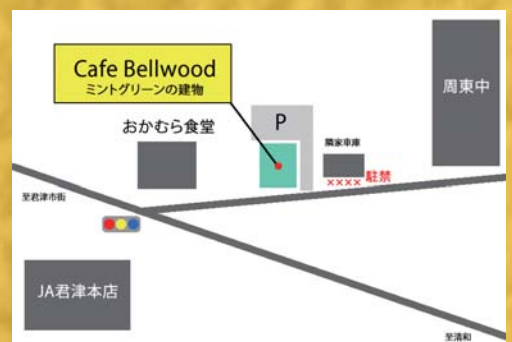 Cafe Bellwood
ミントグリーンの建物
周東中
P
おかむら食堂
隣家車庫
××××駐禁
至君津市街
JA君津本店
至清和